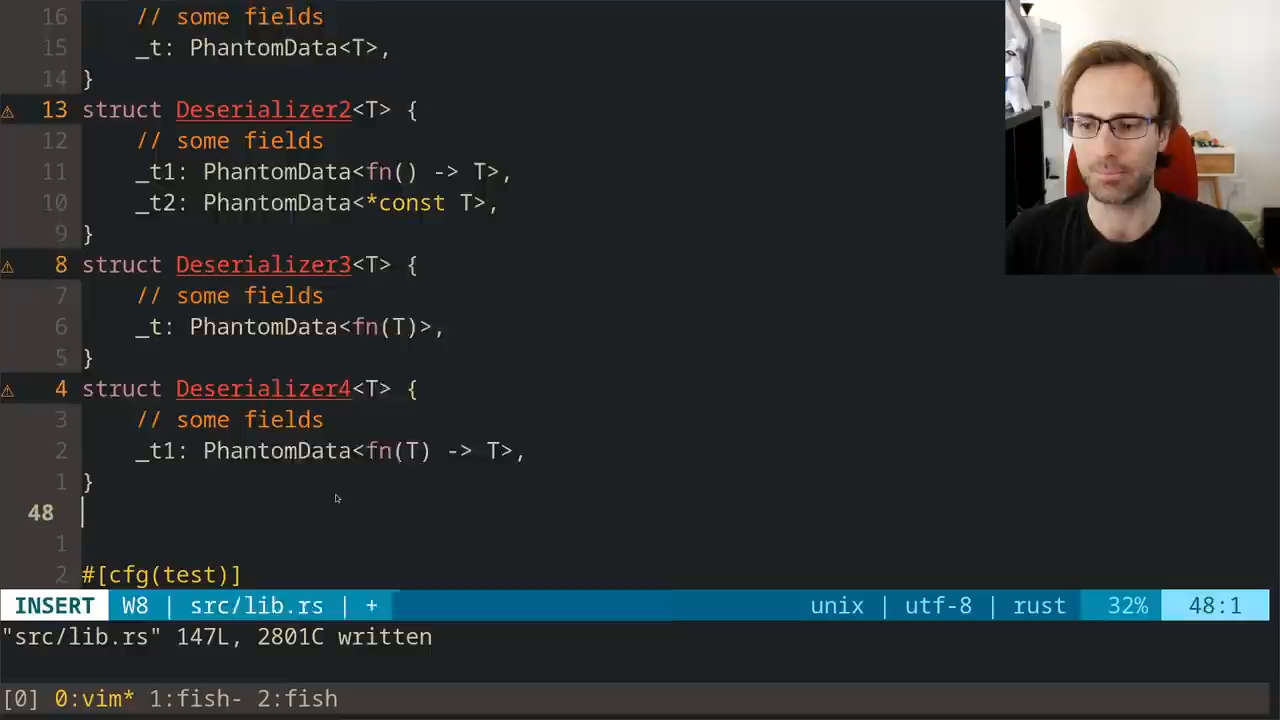 16     // some fields
15     _t: PhantomData<T>,
14 }
⚠ 13 struct Deserializer2<T> {
12     // some fields
11     _t1: PhantomData<fn() -> T>,
10     _t2: PhantomData<*const T>,
9 }
⚠ 8 struct Deserializer3<T> {
7     // some fields
6     _t: PhantomData<fn(T)>,
5 }
⚠ 4 struct Deserializer4<T> {
3     // some fields
2     _t1: PhantomData<fn(T) -> T>,
1 }
48
1
2 #[cfg(test)]
INSERT W8 | src/lib.rs | + unix | utf-8 | rust 32% 48:1
"src/lib.rs" 147L, 2801C written
[0] 0:vim* 1:fish- 2:fish